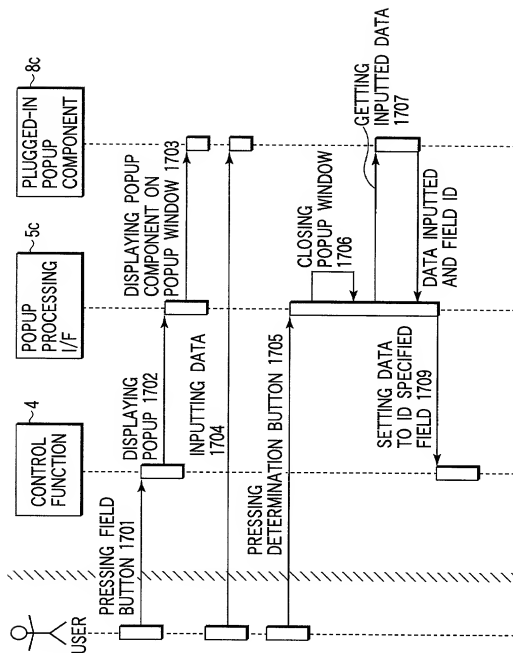 USER
CONTROL
FUNCTION
4
POPUP
PROCESSING
I/F
5c
PLUGGED-IN
POPUP
COMPONENT
8c
PRESSING FIELD
BUTTON 1701
DISPLAYING
POPUP 1702
DISPLAYING POPUP
COMPONENT ON
POPUP WINDOW 1703
INPUTTING DATA
1704
PRESSING
DETERMINATION BUTTON 1705
CLOSING
POPUP WINDOW
1706
GETTING
INPUTTED DATA
1707
DATA INPUTTED
AND FIELD ID
SETTING DATA
TO ID SPECIFIED
FIELD 1709